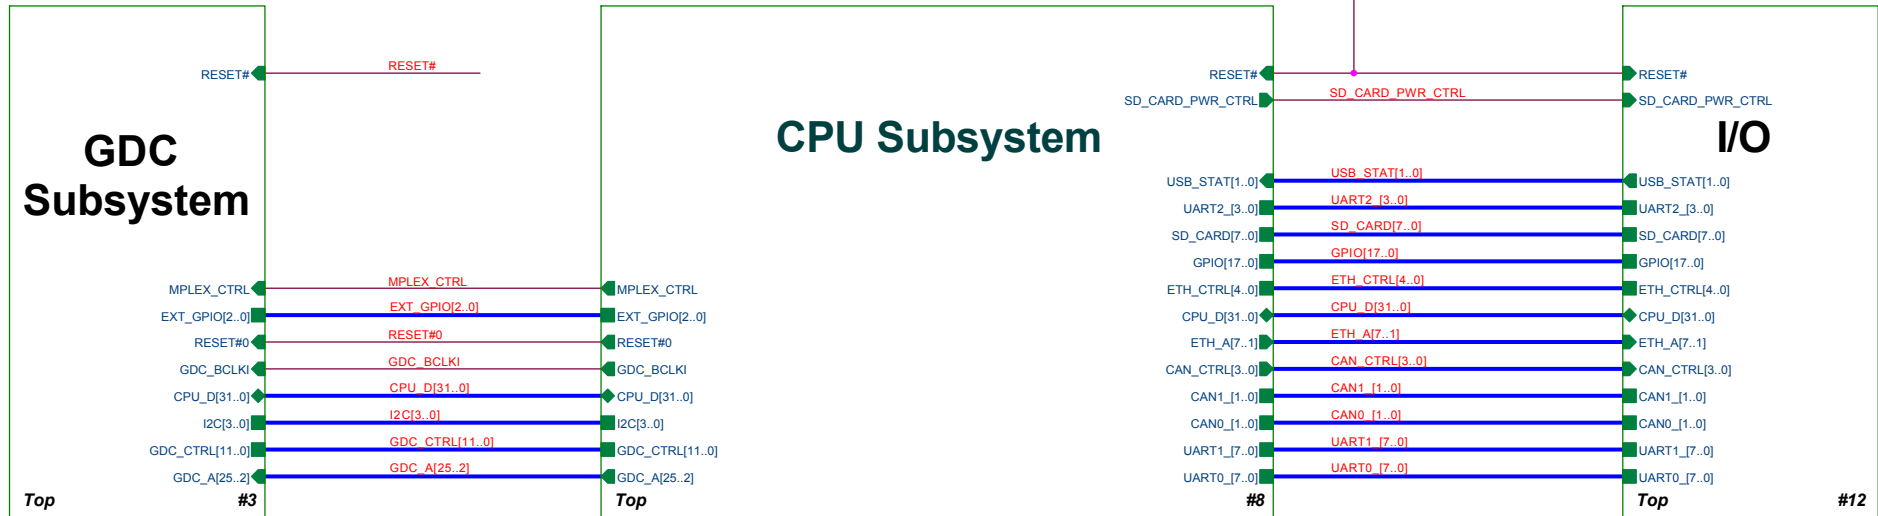 RESET# RESET# RESET# RESET#
SD_CARD_PWR_CTRL SD_CARD_PWR_CTRL SD_CARD_PWR_CTRL
GDC
Subsystem
CPU Subsystem
I/O
USB_STAT[1..0] USB_STAT[1..0] USB_STAT[1..0]
UART2_[3..0] UART2_[3..0] UART2_[3..0]
SD_CARD[7..0] SD_CARD[7..0] SD_CARD[7..0]
GPIO[17..0] GPIO[17..0] GPIO[17..0]
MPLEX_CTRL MPLEX_CTRL MPLEX_CTRL ETH_CTRL[4..0] ETH_CTRL[4..0] ETH_CTRL[4..0]
EXT_GPIO[2..0] EXT_GPIO[2..0] EXT_GPIO[2..0] CPU_D[31..0] CPU_D[31..0] CPU_D[31..0]
RESET#0 RESET#0 RESET#0 ETH_A[7..1] ETH_A[7..1] ETH_A[7..1]
GDC_BCLKI GDC_BCLKI GDC_BCLKI CAN_CTRL[3..0] CAN_CTRL[3..0] CAN_CTRL[3..0]
CPU_D[31..0] CPU_D[31..0] CPU_D[31..0] CAN1_[1..0] CAN1_[1..0] CAN1_[1..0]
I2C[3..0] I2C[3..0] I2C[3..0] CAN0_[1..0] CAN0_[1..0] CAN0_[1..0]
GDC_CTRL[11..0] GDC_CTRL[11..0] GDC_CTRL[11..0] UART1_[7..0] UART1_[7..0] UART1_[7..0]
GDC_A[25..2] GDC_A[25..2] GDC_A[25..2] UART0_[7..0] UART0_[7..0] UART0_[7..0]
Top #3 Top #8 Top #12